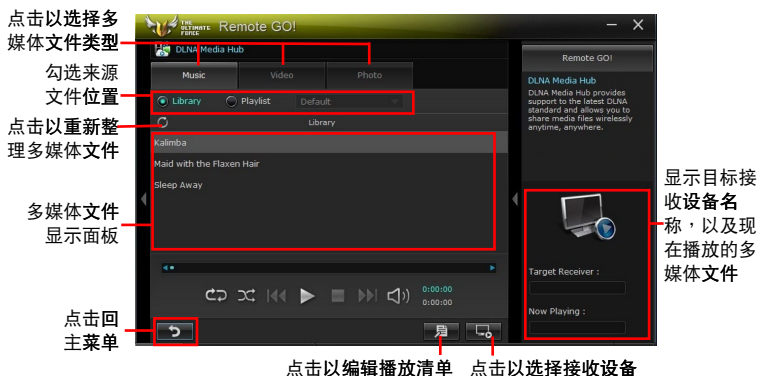 点击以选择多
媒体文件类型
勾选来源
文件位置
点击以重新整
理多媒体文件
多媒体文件
显示面板
点击回
主菜单
THE
ULTIMATE
FORCE
Remote GO!
DLNA Media Hub
Music
Video
Photo
Library
Playlist
Default
Library
Kalimba
Maid with the Flaxen Hair
Sleep Away
0:00:00
0:00:00
Remote GO!
DLNA Media Hub
DLNA Media Hub provides
support to the latest DLNA
standard and allows you to
share media files wirelessly
anytime, anywhere.
Target Receiver :
Now Playing :
显示目标接
收设备名
称，以及现
在播放的多
媒体文件
点击以编辑播放清单
点击以选择接收设备